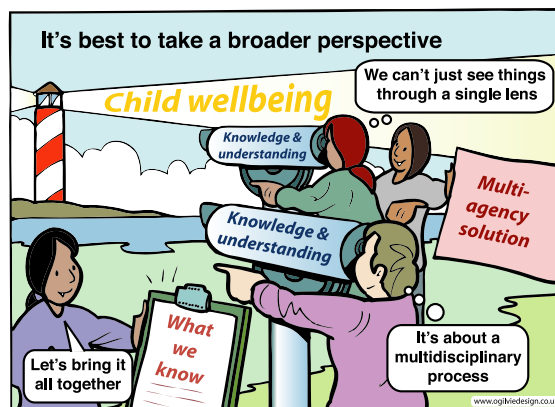 It's best to take a broader perspective
We can't just see things
through a single lens
Child wellbeing
Knowledge &
understanding
Multi-
agency
solution
Knowledge &
understanding
What
we
know
Let's bring it
all together
It's about a
multidisciplinary
process
www.ogilviedesign.co.u